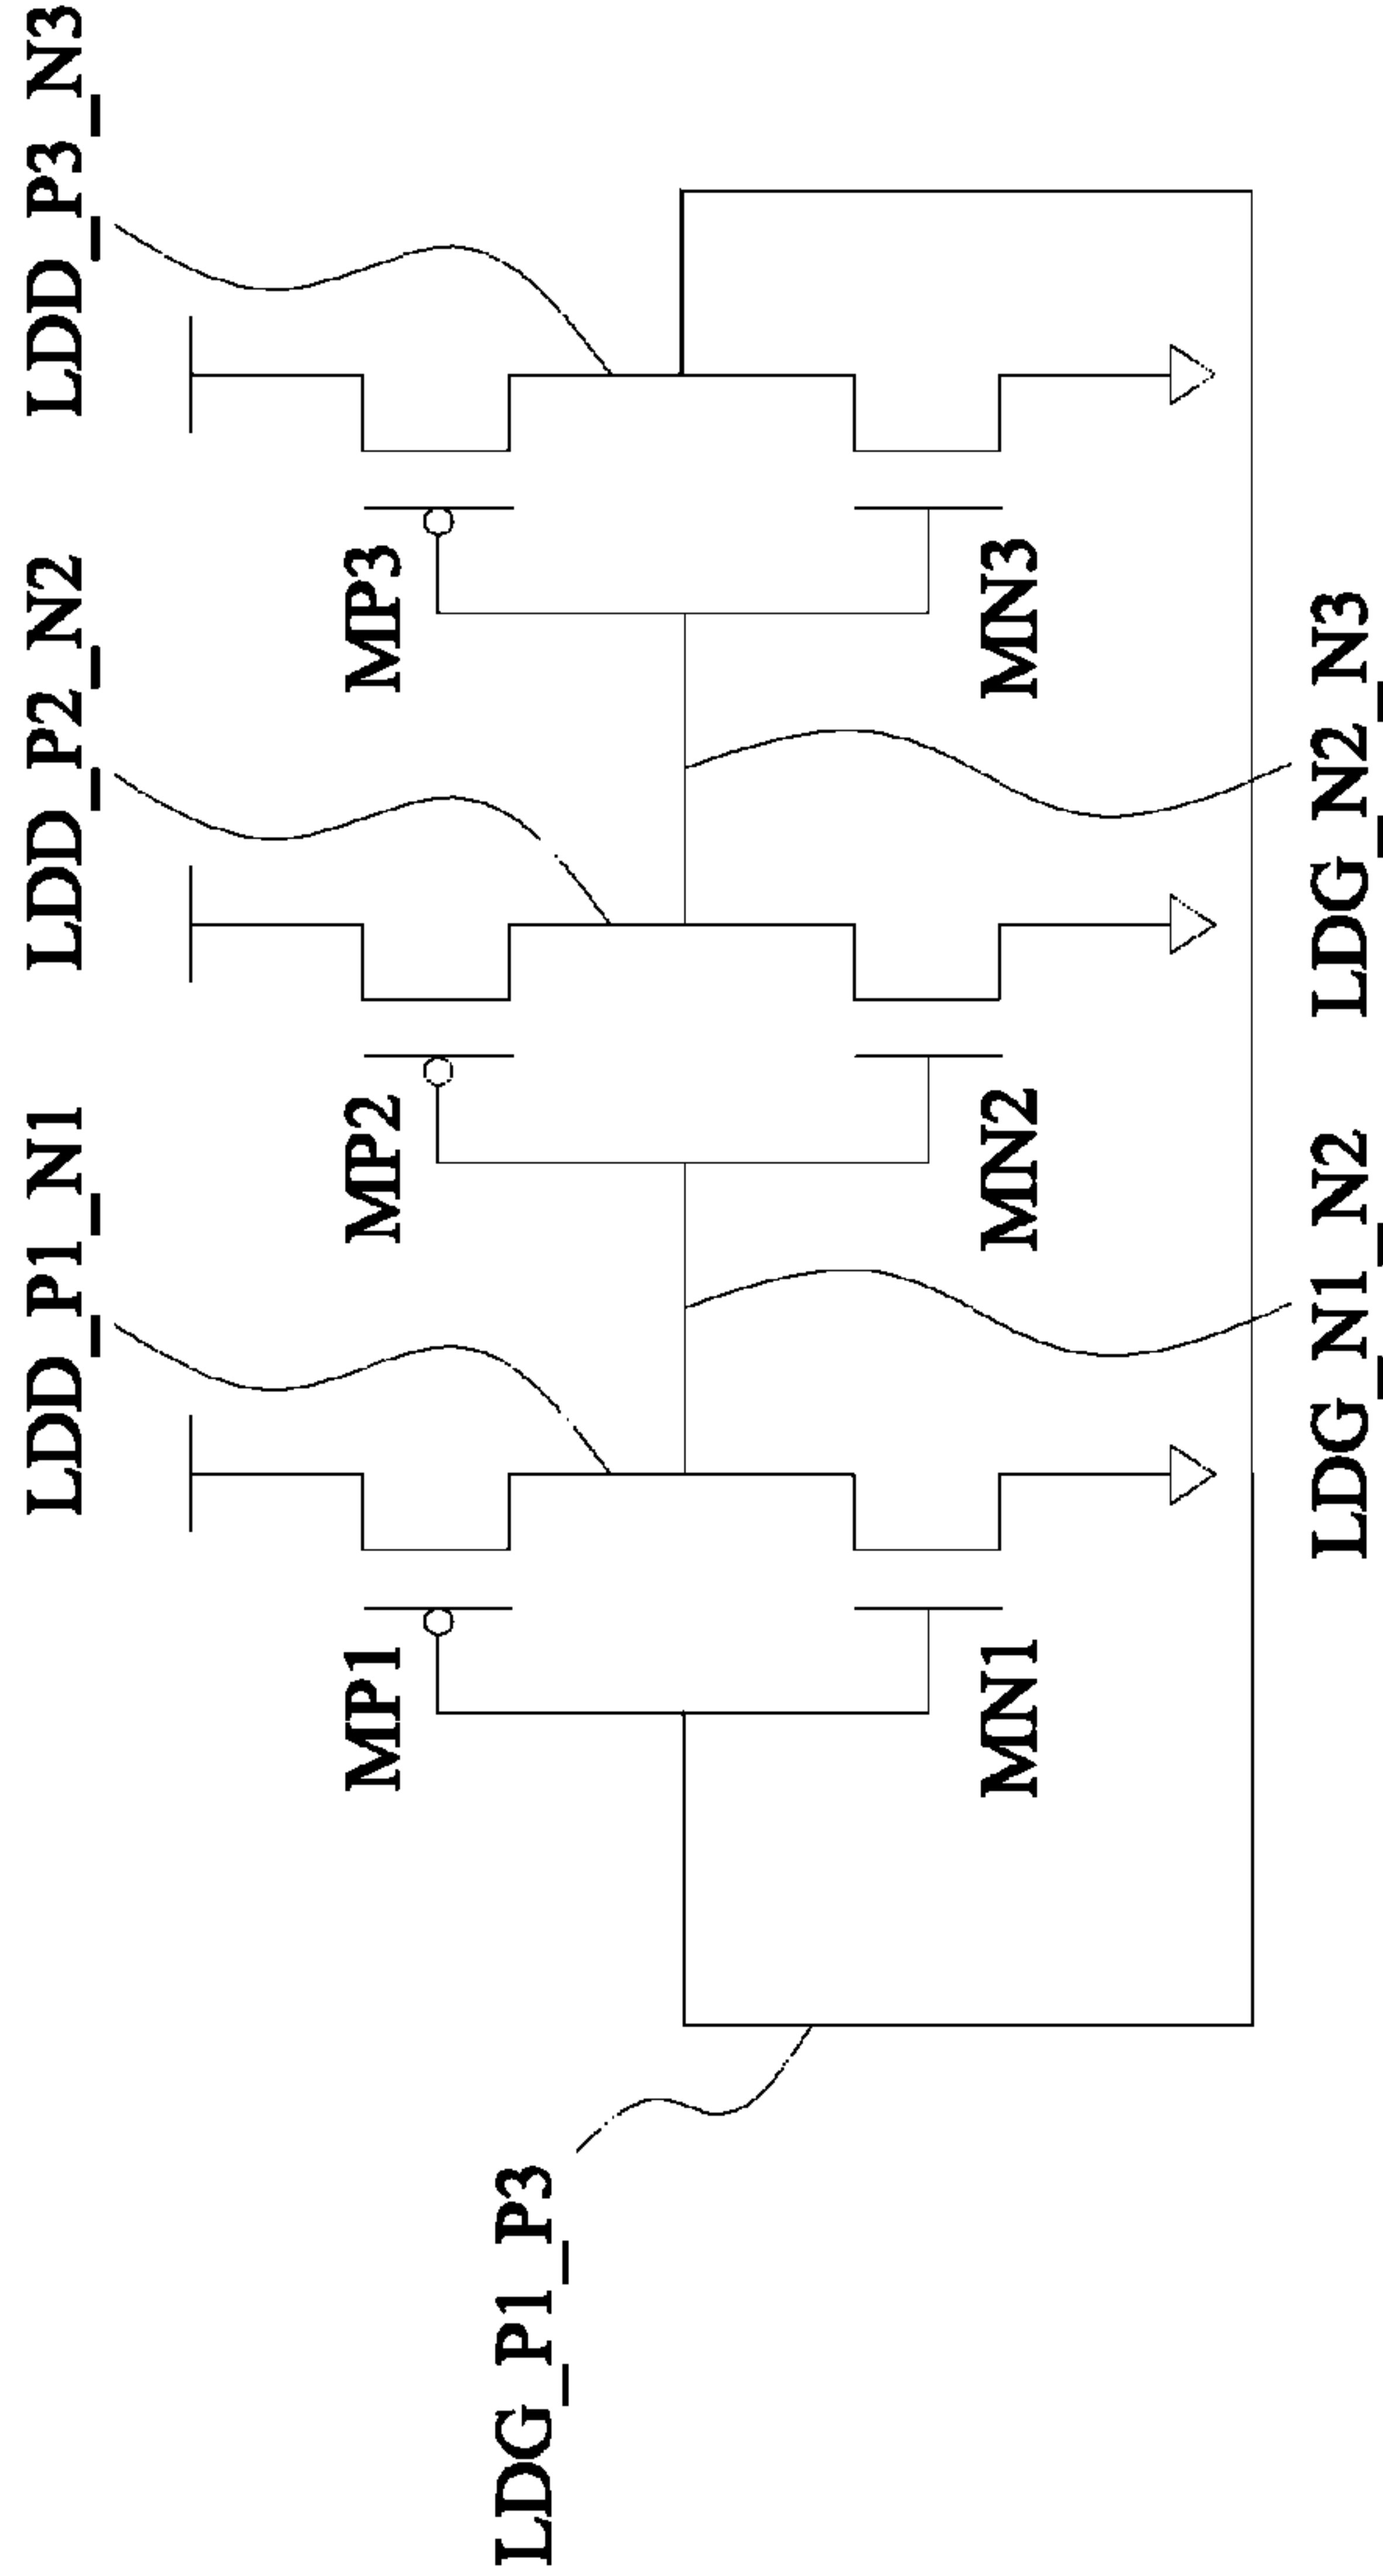 LDD_P1_N1
LDD_P2_N2
LDD_P3_N3
MP1
MP2
MP3
LDG_P1_P3
MN1
MN2
MN3
LDG_N1_N2
LDG_N2_N3